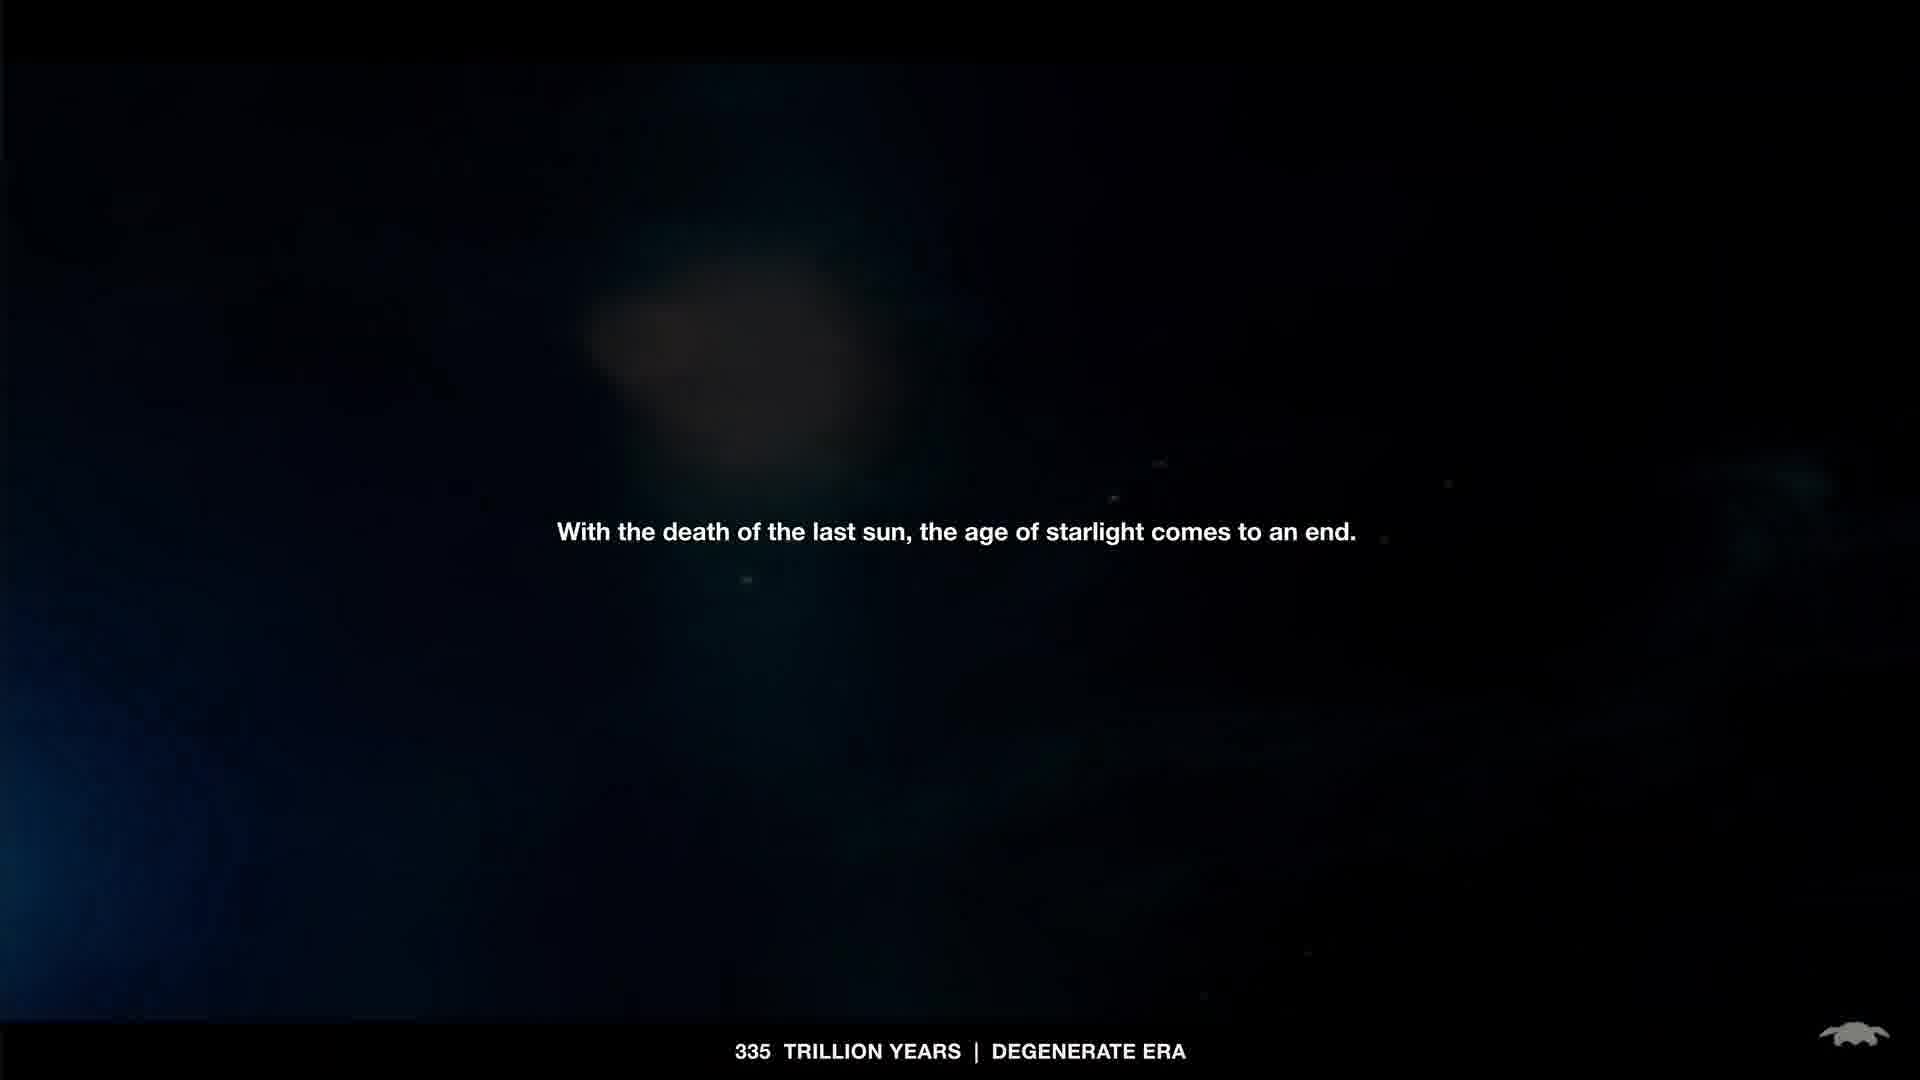 With the death of the last sun, the age of starlight comes to an end.
335 TRILLION YEARS | DEGENERATE ERA